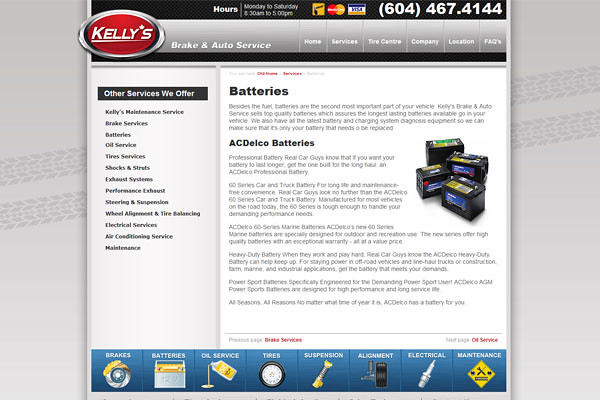 Hours
Monday to Saturday
8:30am to 5:00pm
VISA
(604) 467.4144
KELLY'S
Brake & Auto Service
Home
Services
Tire Centre
Company
Location
FAQ's
Other Services We Offer
Kelly's Maintenance Service
Brake Services
Batteries
Oil Service
Tires Services
Shocks & Struts
Exhaust Systems
Performance Exhaust
Steering & Suspension
Wheel Alignment & Tire Balancing
Electrical Services
Air Conditioning Service
Maintenance
You are here: Old-Home > Services > Batteries
Batteries
Besides the fuel, batteries are the second most important part of your vehicle. Kelly's Brake & Auto
Service sells top quality batteries which assures the longest lasting batteries available go in your
vehicle. We also have all the latest battery and charging system diagnosis equipment so we can
make sure that it's only your battery that needs o be replaced.
ACDelco Batteries
Professional Battery Real Car Guys know that if you want your
battery to last longer, get the one built for the long haul: an
ACDelco Professional Battery.
60 Series Car and Truck Battery For long life and maintenance-
free convenience, Real Car Guys look no further than the ACDelco
60 Series Car and Truck Battery. Manufactured for most vehicles
on the road today, the 60 Series is tough enough to handle your
demanding performance needs.
ACDelco 60-Series Marine Batteries ACDelco's new 60 Series
Marine batteries are specially designed for outdoor and recreation use. The new series offer high
quality batteries with an exceptional warranty - all at a value price.
Heavy-Duty Battery When they work and play hard, Real Car Guys know the ACDelco Heavy-Duty
Battery can help keep up. For staying power in off-road vehicles and line-haul trucks or construction,
farm, marine, and industrial applications, get the battery that meets your demands.
Power Sport Batteries Specifically Engineered for the Demanding Power Sport User! ACDelco AGM
Power Sports Batteries are designed for high performance and long service life
All Seasons, All Reasons No matter what time of year it is, ACDelco has a battery for you.
Previous page: Brake Services
Next page: Oil Service
BRAKES
BATTERIES
OIL SERVICE
TIRES
SUSPENSION
ALIGNMENT
ELECTRICAL
MAINTENANCE